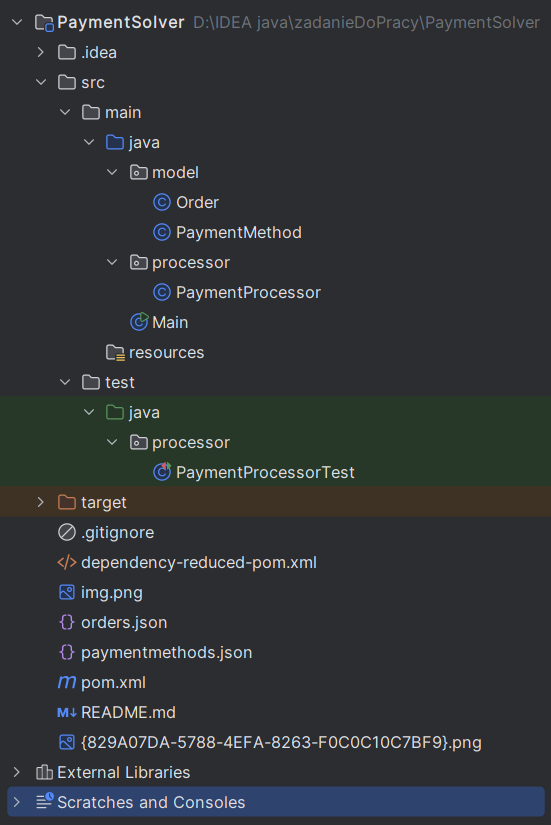 PaymentSolver D:\IDEA java\zadanieDoPracy\PaymentSolver
.idea
src
main
java
model
Order
PaymentMethod
processor
PaymentProcessor
Main
resources
test
java
processor
PaymentProcessorTest
target
.gitignore
dependency-reduced-pom.xml
img.png
orders.json
paymentmethods.json
pom.xml
README.md
{829A07DA-5788-4EFA-8263-F0C0C10C7BF9}.png
External Libraries
Scratches and Consoles